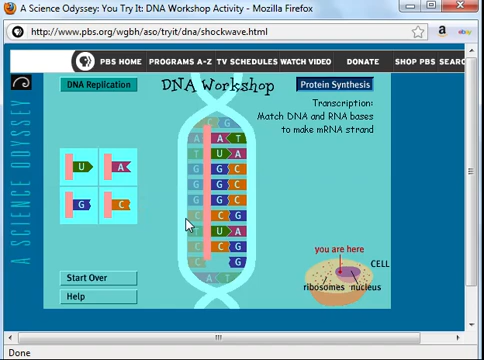 A Science Odyssey: You Try It: DNA Workshop Activity - Mozilla Firefox
http://www.pbs.org/wgbh/aso/tryit/dna/shockwave.html
PBS HOME PROGRAMS A-Z TV SCHEDULES WATCH VIDEO DONATE SHOP PBS SEARC
A SCIENCE ODYSSEY
DNA Replication
DNA Workshop
Protein Synthesis
Transcription:
Match DNA and RNA bases
to make mRNA strand
C G
A A T
T U A
G G C
G G C
G G C
C C G
T U A
C C G
C G
A T
U A
G C
you are here
CELL
ribosomes nucleus
Start Over
Help
Done